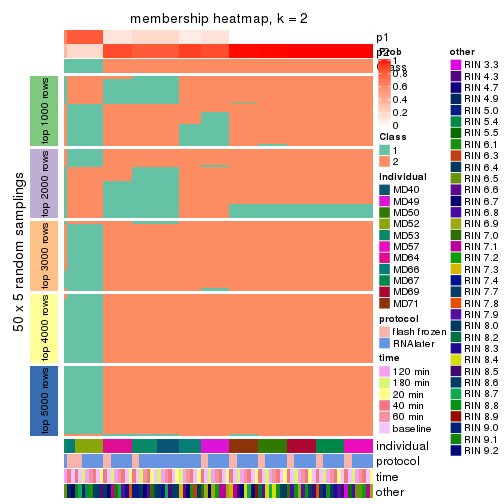 membership heatmap, k = 2
50 x 5 random samplings
top 1000 rows
top 2000 rows
top 3000 rows
top 4000 rows
top 5000 rows
p1
p2
Class
individual
protocol
time
other
Prob
1
0.8
0.6
0.4
0.2
0
Class
1
2
individual
MD40
MD49
MD50
MD52
MD53
MD57
MD64
MD66
MD67
MD69
MD71
protocol
flash frozen
RNAlater
time
120 min
180 min
20 min
40 min
60 min
baseline
other
RIN 3.3
RIN 4.3
RIN 4.7
RIN 4.9
RIN 5.0
RIN 5.4
RIN 5.5
RIN 6.1
RIN 6.3
RIN 6.4
RIN 6.5
RIN 6.6
RIN 6.7
RIN 6.8
RIN 6.9
RIN 7.0
RIN 7.1
RIN 7.2
RIN 7.3
RIN 7.4
RIN 7.7
RIN 7.8
RIN 7.9
RIN 8.0
RIN 8.2
RIN 8.3
RIN 8.4
RIN 8.5
RIN 8.6
RIN 8.7
RIN 8.8
RIN 8.9
RIN 9.0
RIN 9.1
RIN 9.2